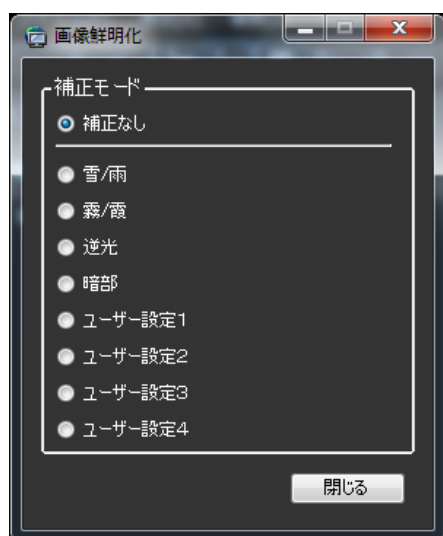 画像鮮明化
補正モード
補正なし
雪/雨
霧/霞
逆光
暗部
ユーザー設定1
ユーザー設定2
ユーザー設定3
ユーザー設定4
閉じる